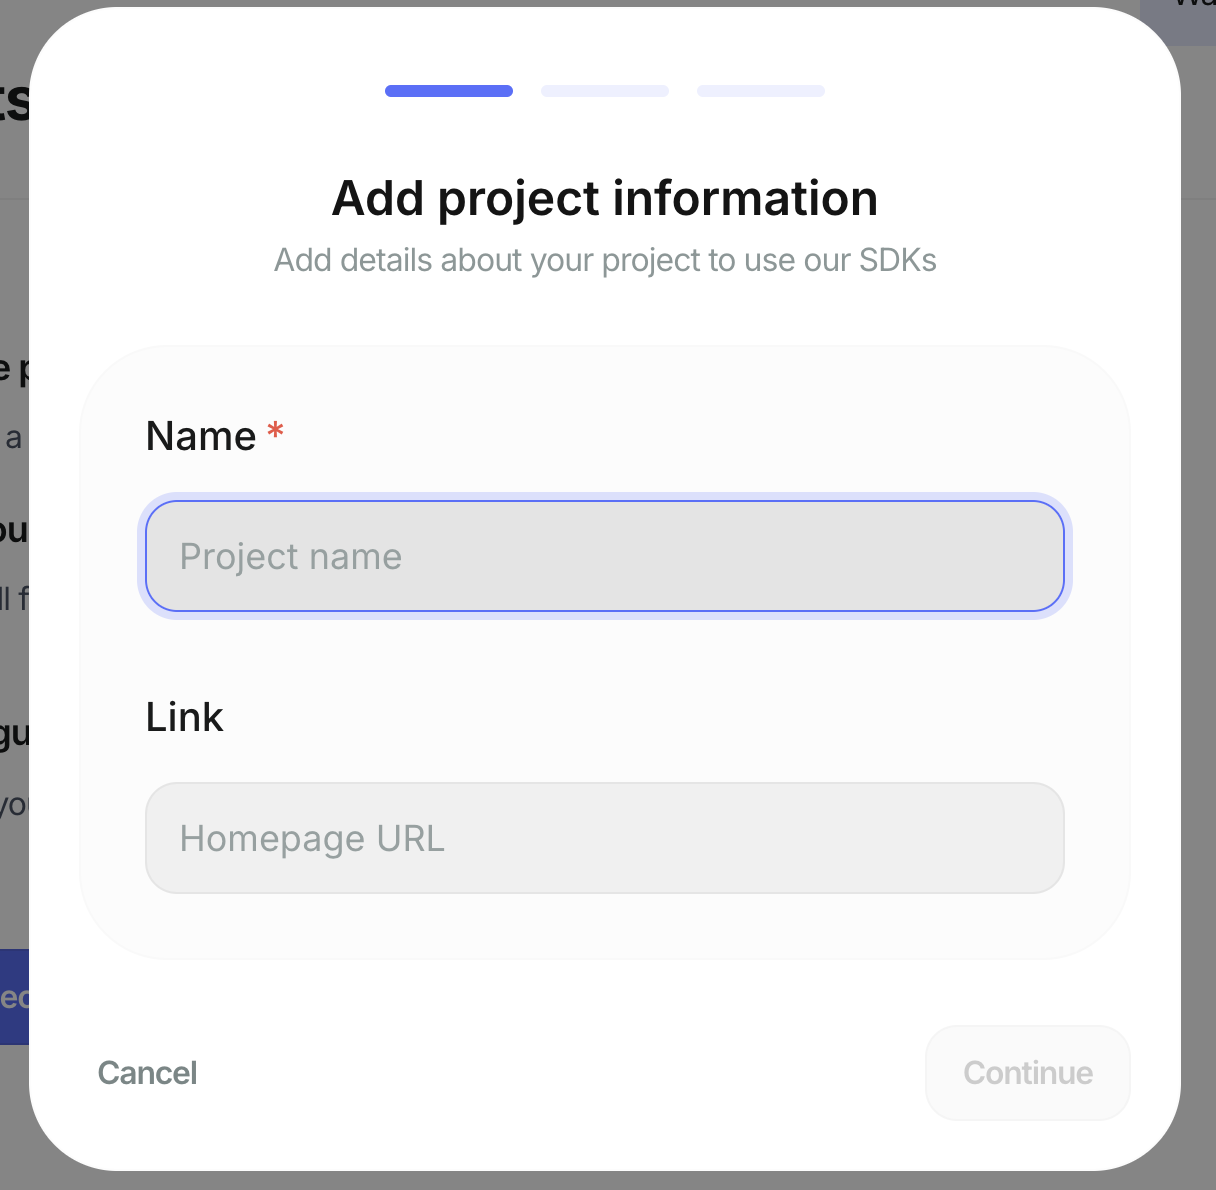 Add project information
Add details about your project to use our SDKs
Name *
Project name
Link
Homepage URL
Cancel
Continue